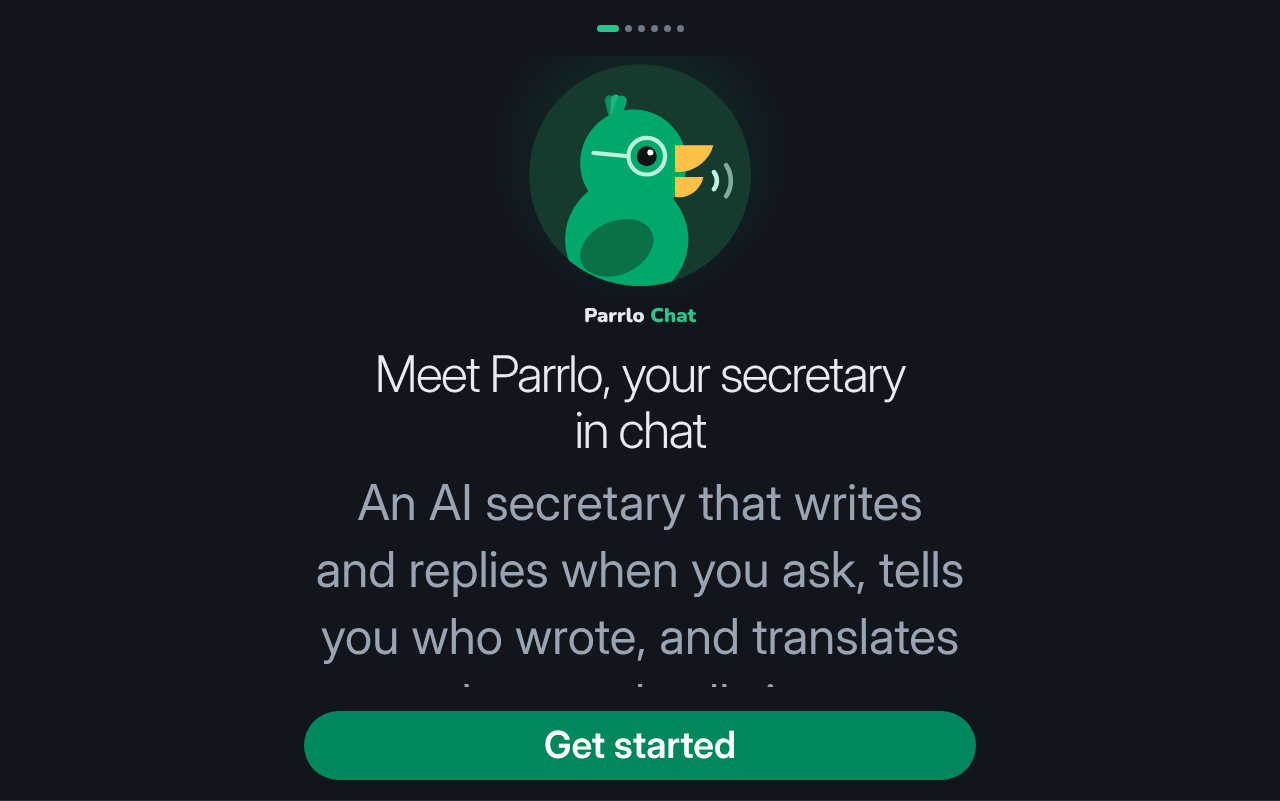 Parrlo Chat
Meet Parrlo, your secretary
in chat
An AI secretary that writes
and replies when you ask, tells
you who wrote, and translates
Get started